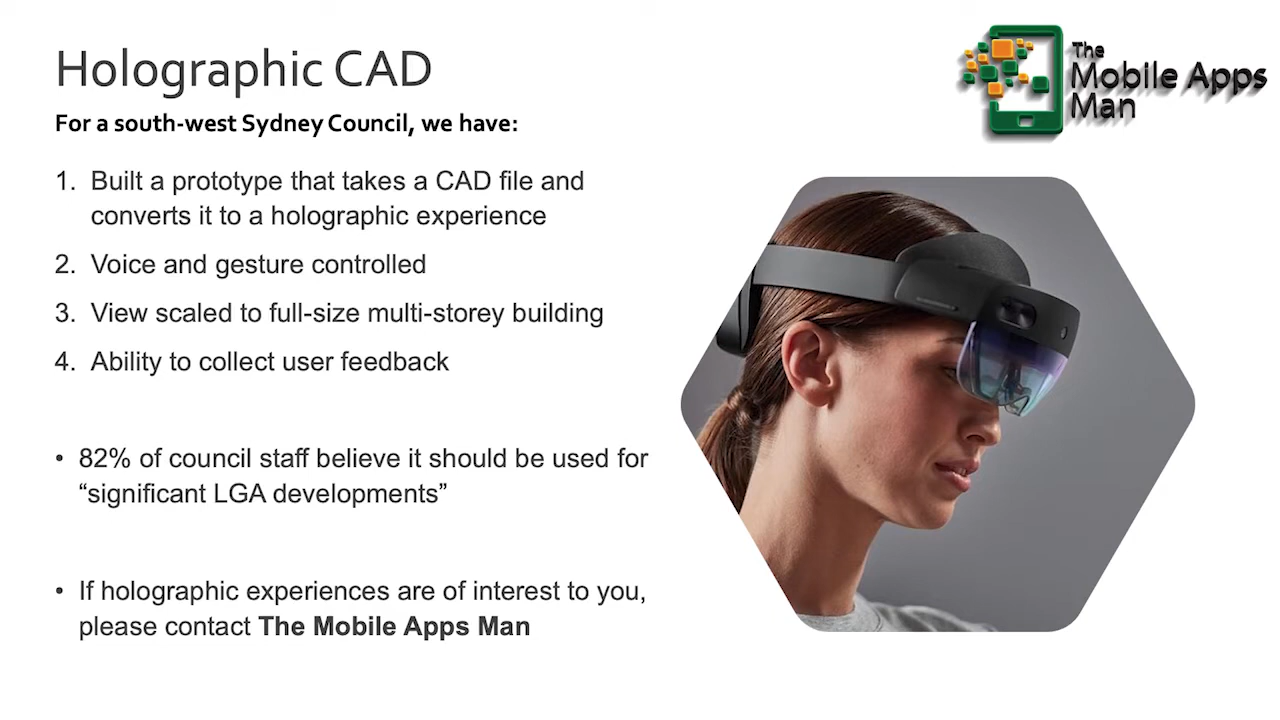 Holographic CAD
The
Mobile Apps
Man
For a south-west Sydney Council, we have:
1. Built a prototype that takes a CAD file and
converts it to a holographic experience
2. Voice and gesture controlled
3. View scaled to full-size multi-storey building
4. Ability to collect user feedback
• 82% of council staff believe it should be used for
“significant LGA developments”
• If holographic experiences are of interest to you,
please contact The Mobile Apps Man